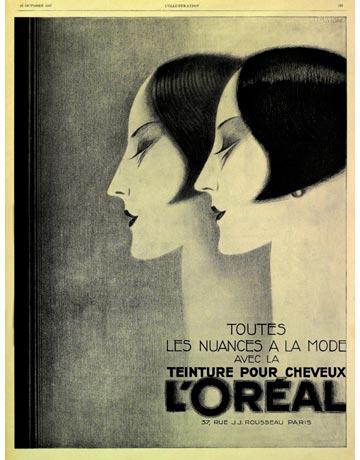 L'ILLUSTRATION
TOUTES
LES NUANCES A LA MODE
AVEC LA
TEINTURE POUR CHEVEUX
L'ORÉAL
37, RUE J.J. ROUSSEAU PARIS